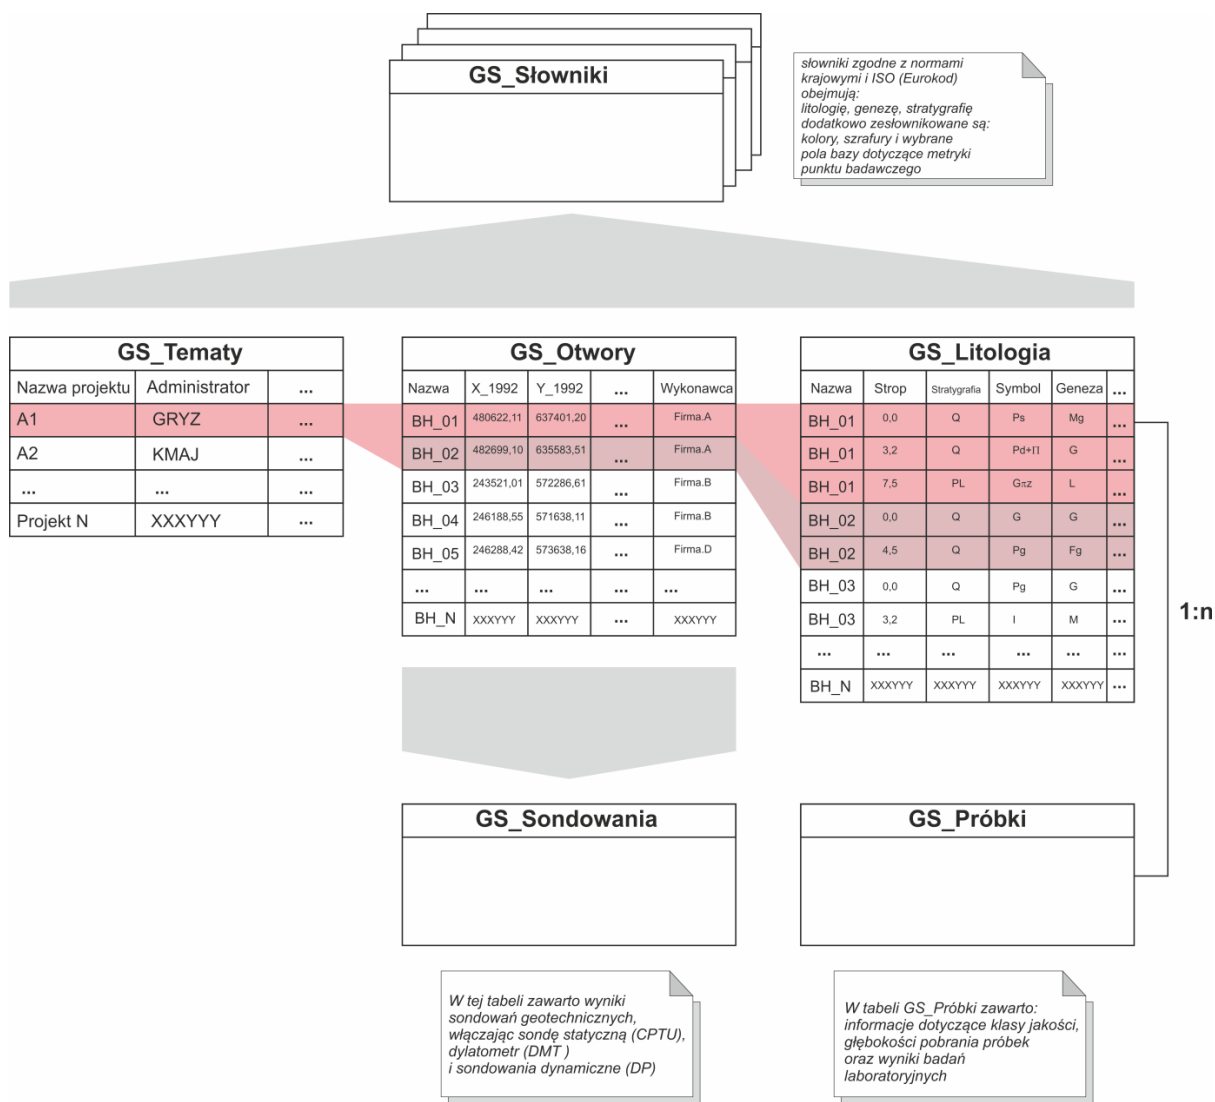 GS_Słowniki
słowniki zgodne z normami
krajowymi i ISO (Eurokod)
obejmują:
litologię, genezę, stratygrafię
dodatkowo zesłownikowane są:
kolory, szrafury i wybrane
pola bazy dotyczące metryki
punktu badawczego
GS_Tematy
Nazwa projektu Administrator ...
A1 GRYZ ...
A2 KMAJ ...
... ... ...
Projekt N XXXYYY ...
GS_Otwory
Nazwa X_1992 Y_1992 ... Wykonawca
BH_01 480622,11 637401,20 ... Firma.A
BH_02 482699,10 635583,51 ... Firma.A
BH_03 243521,01 572286,61 ... Firma.B
BH_04 246188,55 571638,11 ... Firma.B
BH_05 246288,42 573638,16 ... Firma.D
... ... ... ... ...
BH_N XXXYYY XXXYYY ... XXXYYY
GS_Litologia
Nazwa Strop Stratygrafia Symbol Geneza ...
BH_01 0,0 Q Ps Mg ...
BH_01 3,2 Q Pd+Π G ...
BH_01 7,5 PL Gπz L ...
BH_02 0,0 Q G G ...
BH_02 4,5 Q Pg Fg ...
BH_03 0,0 Q Pg G ...
BH_03 3,2 PL I M ...
... ... ... ... ... ...
BH_N XXXYYY XXXYYY XXXYYY XXXYYY ...
1:n
GS_Sondowania
GS_Próbki
W tej tabeli zawarto wyniki
sondowań geotechnicznych,
włączając sondę statyczną (CPTU),
dylatometr (DMT )
i sondowania dynamiczne (DP)
W tabeli GS_Próbki zawarto:
informacje dotyczące klasy jakości,
głębokości pobrania próbek
oraz wyniki badań
laboratoryjnych